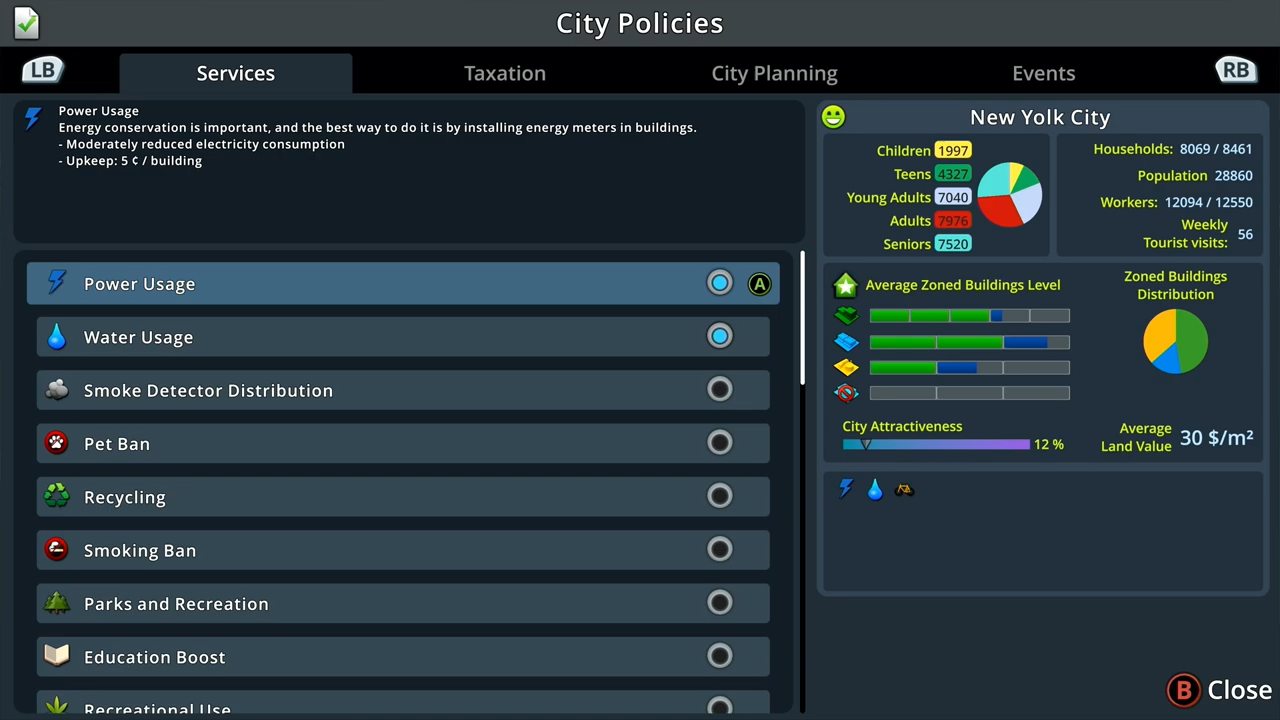 City Policies
LB
Services
Taxation
City Planning
Events
RB
Power Usage
Energy conservation is important, and the best way to do it is by installing energy meters in buildings.
- Moderately reduced electricity consumption
- Upkeep: 5 ¢ / building
Power Usage
A
Water Usage
Smoke Detector Distribution
Pet Ban
Recycling
Smoking Ban
Parks and Recreation
Education Boost
Recreational Use
New Yolk City
Children 1997
Teens 4327
Young Adults 7040
Adults 7976
Seniors 7520
Households: 8069 / 8461
Population 28860
Workers: 12094 / 12550
Weekly
Tourist visits: 56
Average Zoned Buildings Level
Zoned Buildings
Distribution
City Attractiveness
12 %
Average
Land Value 30 $/m²
B Close